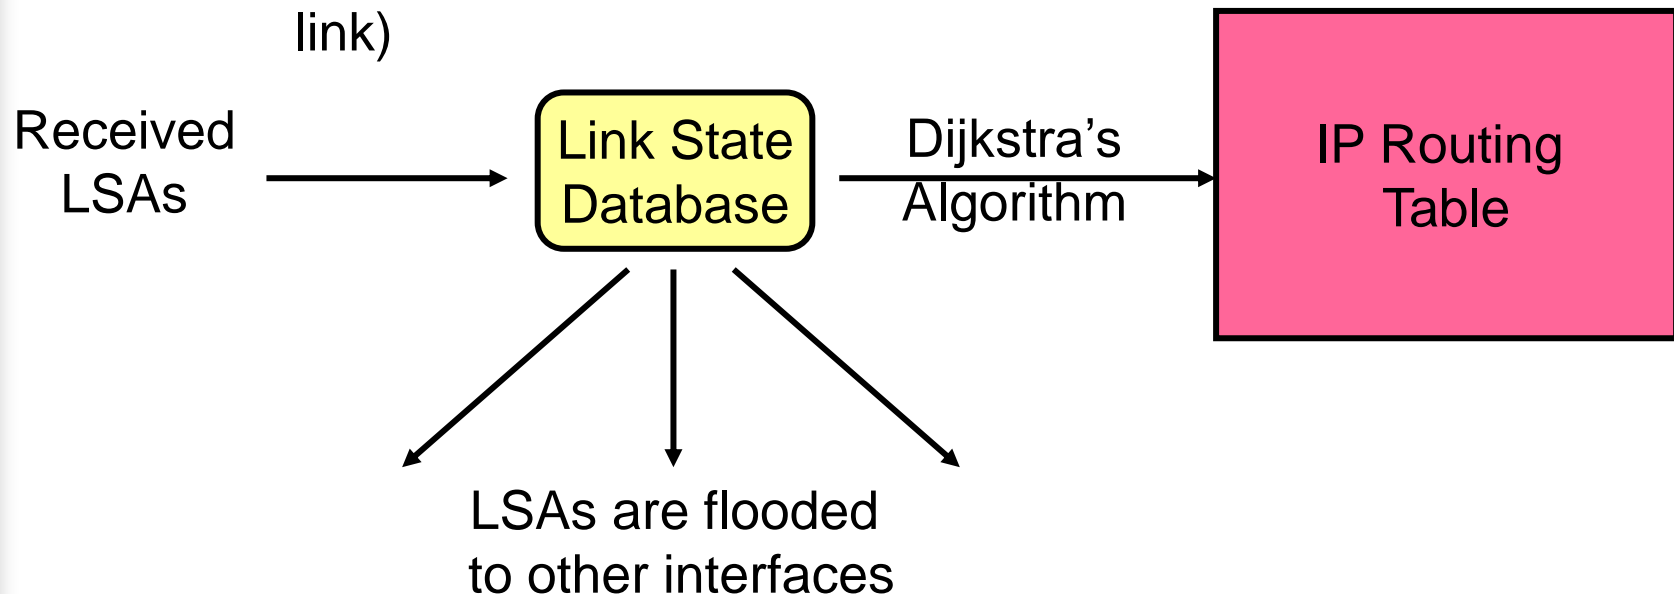 link)
Received
LSAs
Link State
Database
Dijkstra’s
Algorithm
IP Routing
Table
LSAs are flooded
to other interfaces